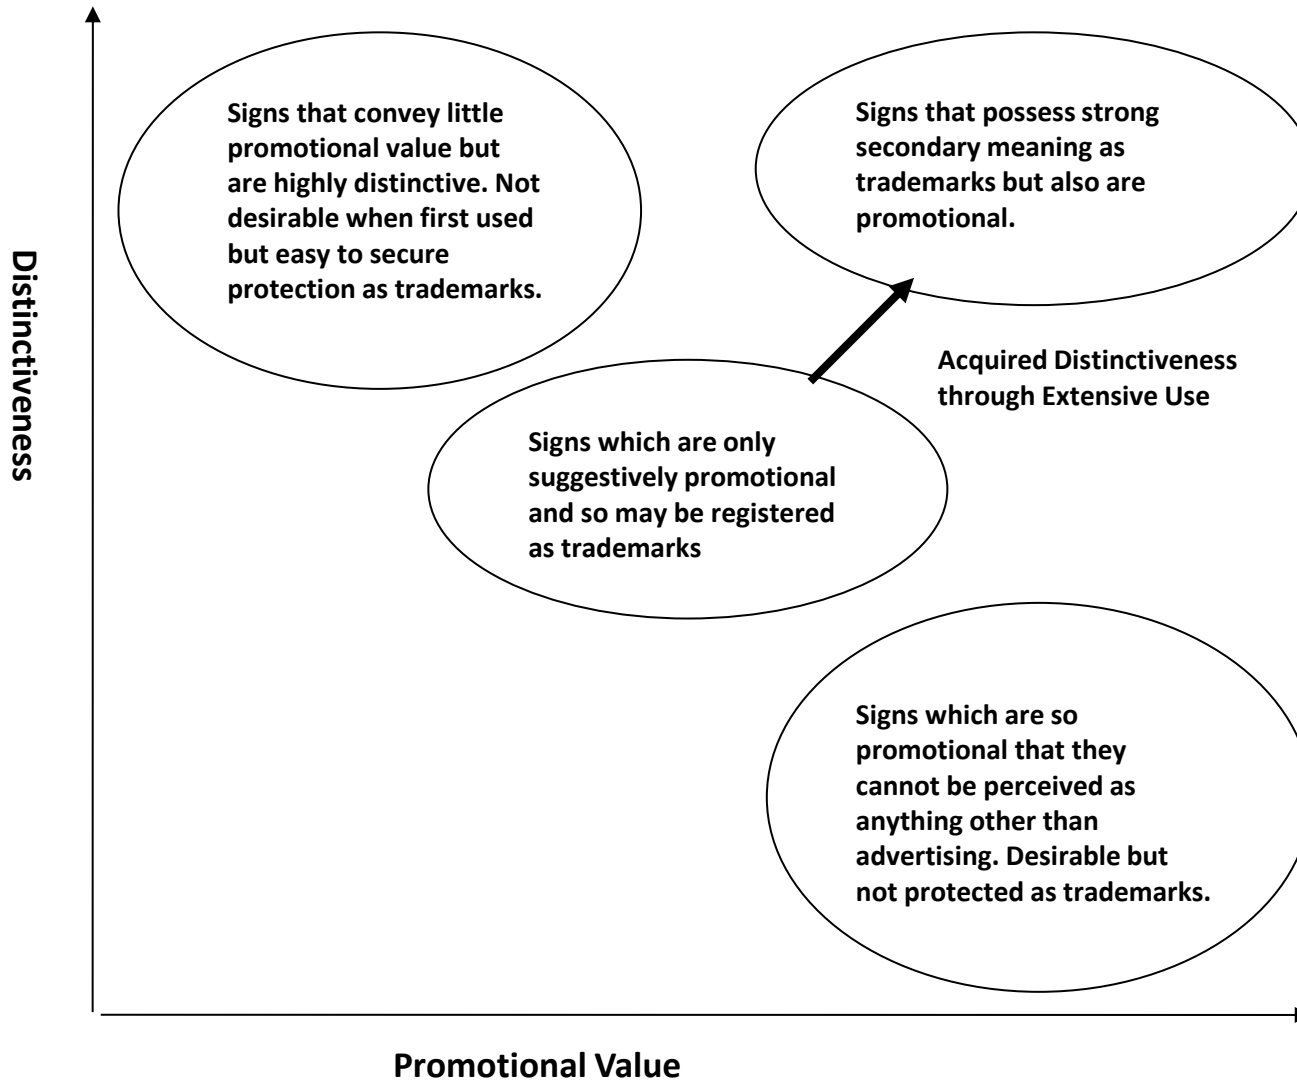 Signs that convey little
promotional value but
are highly distinctive. Not
desirable when first used
but easy to secure
protection as trademarks.
Signs that possess strong
secondary meaning as
trademarks but also are
promotional.
Distinctiveness
Acquired Distinctiveness
through Extensive Use
Signs which are only
suggestively promotional
and so may be registered
as trademarks
Signs which are so
promotional that they
cannot be perceived as
anything other than
advertising. Desirable but
not protected as trademarks.
Promotional Value